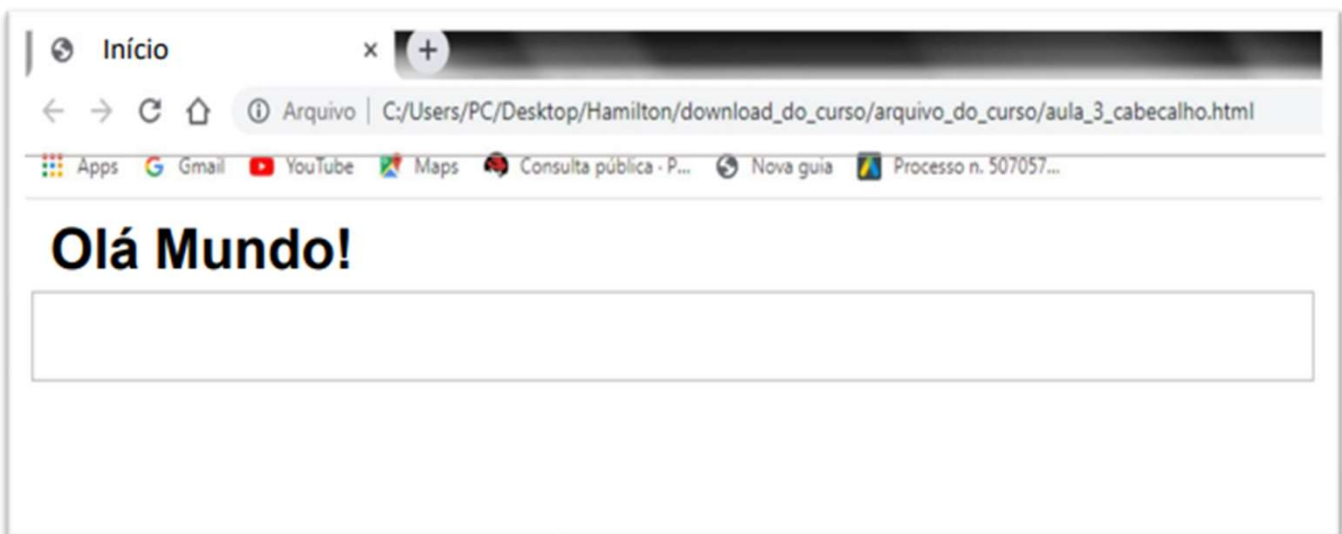 Início
Arquivo | C:/Users/PC/Desktop/Hamilton/download_do_curso/arquivo_do_curso/aula_3_cabecalho.html
Apps Gmail YouTube Maps Consulta pública - P... Nova guia Processo n. 507057...
Olá Mundo!